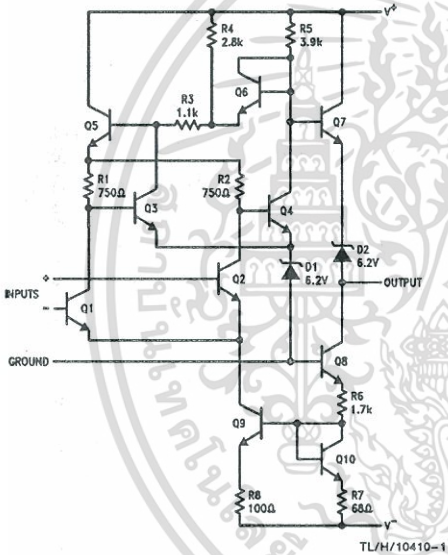 V+
R4
2.8k
R5
3.9k
Q6
R3
1.1k
Q5
Q7
R1
750Ω
R2
750Ω
Q3
Q4
D1
6.2V
D2
6.2V
+
Q2
OUTPUT
INPUTS
-
Q1
GROUND
Q8
R6
1.7k
Q9
Q10
R8
100Ω
R7
68Ω
V-
TL/H/10410-1